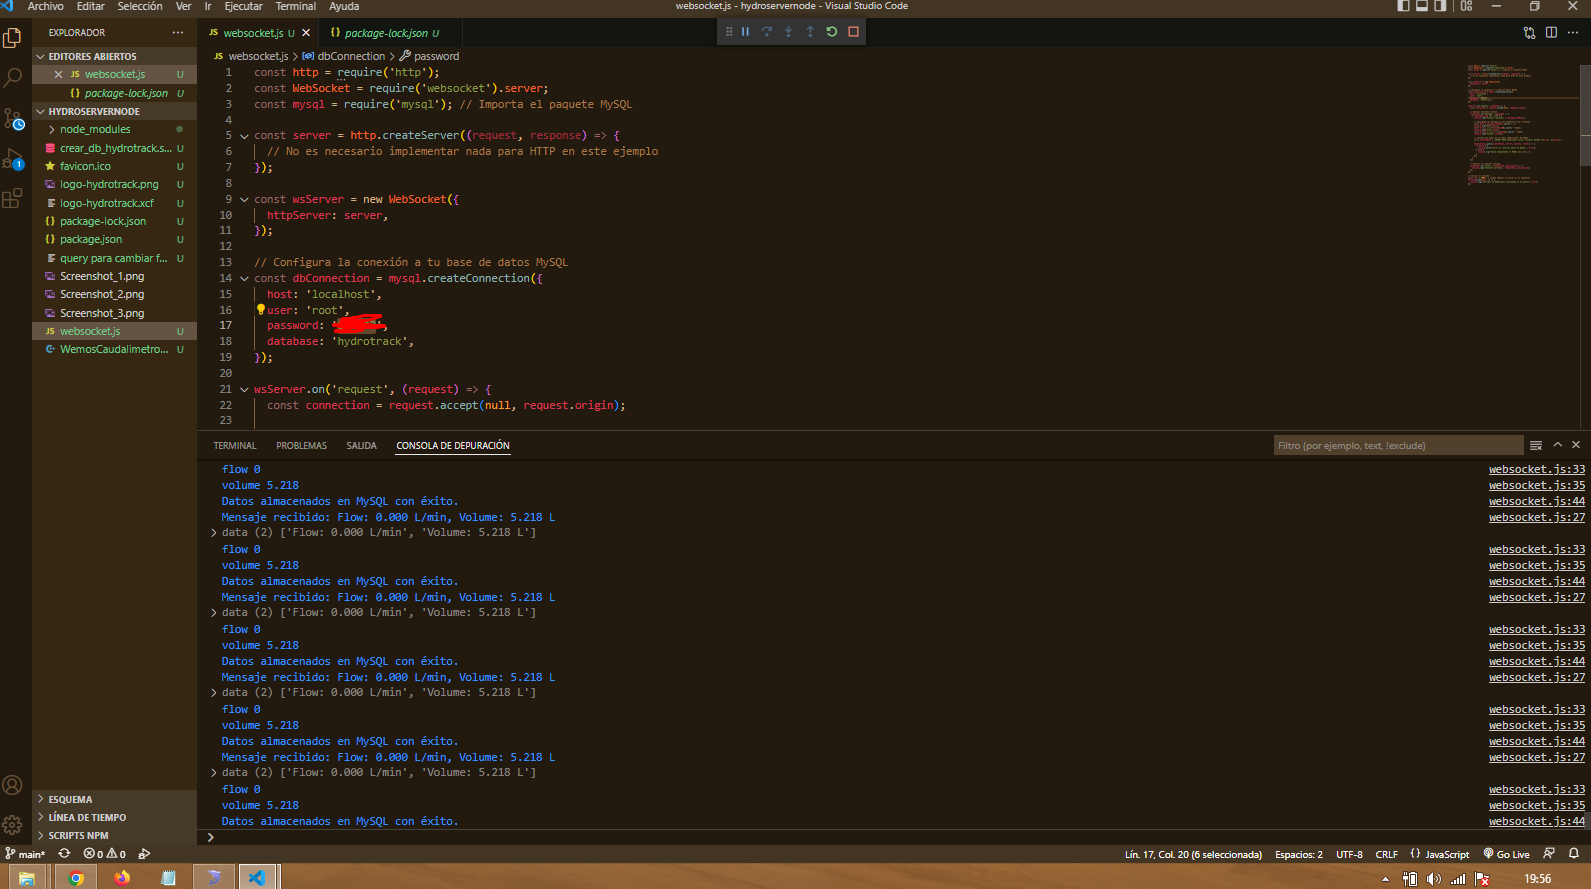 Archivo Editar Selección Ver Ir Ejecutar Terminal Ayuda
websocket.js - hydroservernode - Visual Studio Code
EXPLORADOR
EDITORES ABIERTOS
JS websocket.js U
{} package-lock.json U
HYDROSERVERNODE
node_modules
crear_db_hydrotrack.s... U
favicon.ico U
logo-hydrotrack.png U
logo-hydrotrack.xcf U
{} package-lock.json U
{} package.json U
query para cambiar f... U
Screenshot_1.png
Screenshot_2.png
Screenshot_3.png
JS websocket.js U
WemosCaudalimetro... U
ESQUEMA
LÍNEA DE TIEMPO
SCRIPTS NPM
1
JS websocket.js U
{} package-lock.json U
JS websocket.js > dbConnection > password
1 const http = require('http');
2 const WebSocket = require('websocket').server;
3 const mysql = require('mysql'); // Importa el paquete MySQL
4
5 const server = http.createServer((request, response) => {
6 // No es necesario implementar nada para HTTP en este ejemplo
7 });
8
9 const wsServer = new WebSocket({
10 httpServer: server,
11 });
12
13 // Configura la conexión a tu base de datos MySQL
14 const dbConnection = mysql.createConnection({
15 host: 'localhost',
16 user: 'root',
17 password: '
18 database: 'hydrotrack',
19 });
20
21 wsServer.on('request', (request) => {
22 const connection = request.accept(null, request.origin);
23
TERMINAL PROBLEMAS SALIDA CONSOLA DE DEPURACIÓN
Filtro (por ejemplo, text, !exclude)
flow 0 websocket.js:33
volume 5.218 websocket.js:35
Datos almacenados en MySQL con éxito. websocket.js:44
Mensaje recibido: Flow: 0.000 L/min, Volume: 5.218 L websocket.js:27
> data (2) ['Flow: 0.000 L/min', 'Volume: 5.218 L']
flow 0 websocket.js:33
volume 5.218 websocket.js:35
Datos almacenados en MySQL con éxito. websocket.js:44
Mensaje recibido: Flow: 0.000 L/min, Volume: 5.218 L websocket.js:27
> data (2) ['Flow: 0.000 L/min', 'Volume: 5.218 L']
flow 0 websocket.js:33
volume 5.218 websocket.js:35
Datos almacenados en MySQL con éxito. websocket.js:44
Mensaje recibido: Flow: 0.000 L/min, Volume: 5.218 L websocket.js:27
> data (2) ['Flow: 0.000 L/min', 'Volume: 5.218 L']
flow 0 websocket.js:33
volume 5.218 websocket.js:35
Datos almacenados en MySQL con éxito. websocket.js:44
Mensaje recibido: Flow: 0.000 L/min, Volume: 5.218 L websocket.js:27
> data (2) ['Flow: 0.000 L/min', 'Volume: 5.218 L']
flow 0 websocket.js:33
volume 5.218 websocket.js:35
Datos almacenados en MySQL con éxito. websocket.js:44
>
main* 0 0
Lín. 17, Col. 20 (6 seleccionada) Espacios: 2 UTF-8 CRLF {} JavaScript Go Live
19:56